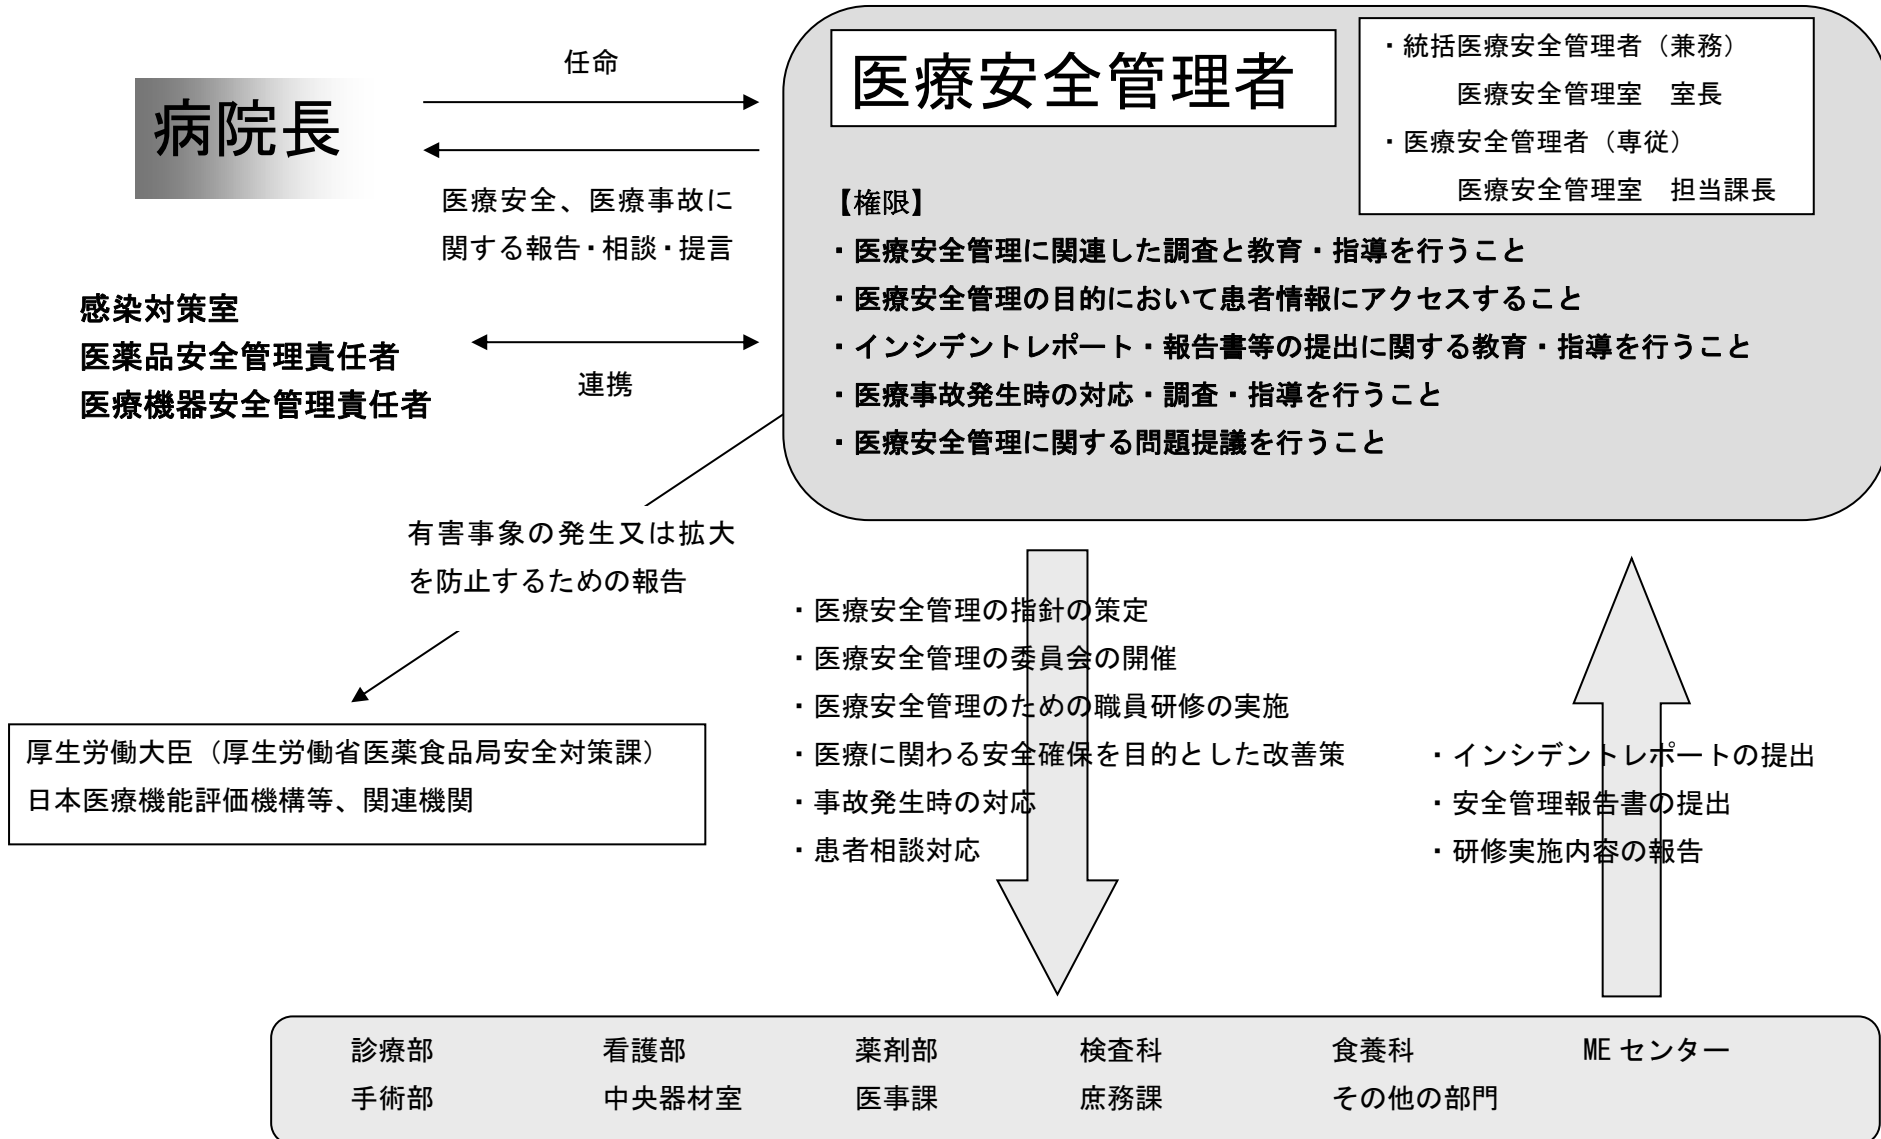 任命
病院長
医療安全、医療事故に
関する報告・相談・提言
医療安全管理者
・統括医療安全管理者（兼務）
医療安全管理室　室長
・医療安全管理者（専従）
医療安全管理室　担当課長
【権限】
・医療安全管理に関連した調査と教育・指導を行うこと
・医療安全管理の目的において患者情報にアクセスすること
・インシデントレポート・報告書等の提出に関する教育・指導を行うこと
・医療事故発生時の対応・調査・指導を行うこと
・医療安全管理に関する問題提議を行うこと
感染対策室
医薬品安全管理責任者
医療機器安全管理責任者
連携
有害事象の発生又は拡大
を防止するための報告
厚生労働大臣（厚生労働省医薬食品局安全対策課）
日本医療機能評価機構等、関連機関
・医療安全管理の指針の策定
・医療安全管理の委員会の開催
・医療安全管理のための職員研修の実施
・医療に関わる安全確保を目的とした改善策
・事故発生時の対応
・患者相談対応
・インシデントレポートの提出
・安全管理報告書の提出
・研修実施内容の報告
診療部　看護部　薬剤部　検査科　食養科　MEセンター
手術部　中央器材室　医事課　庶務課　その他の部門